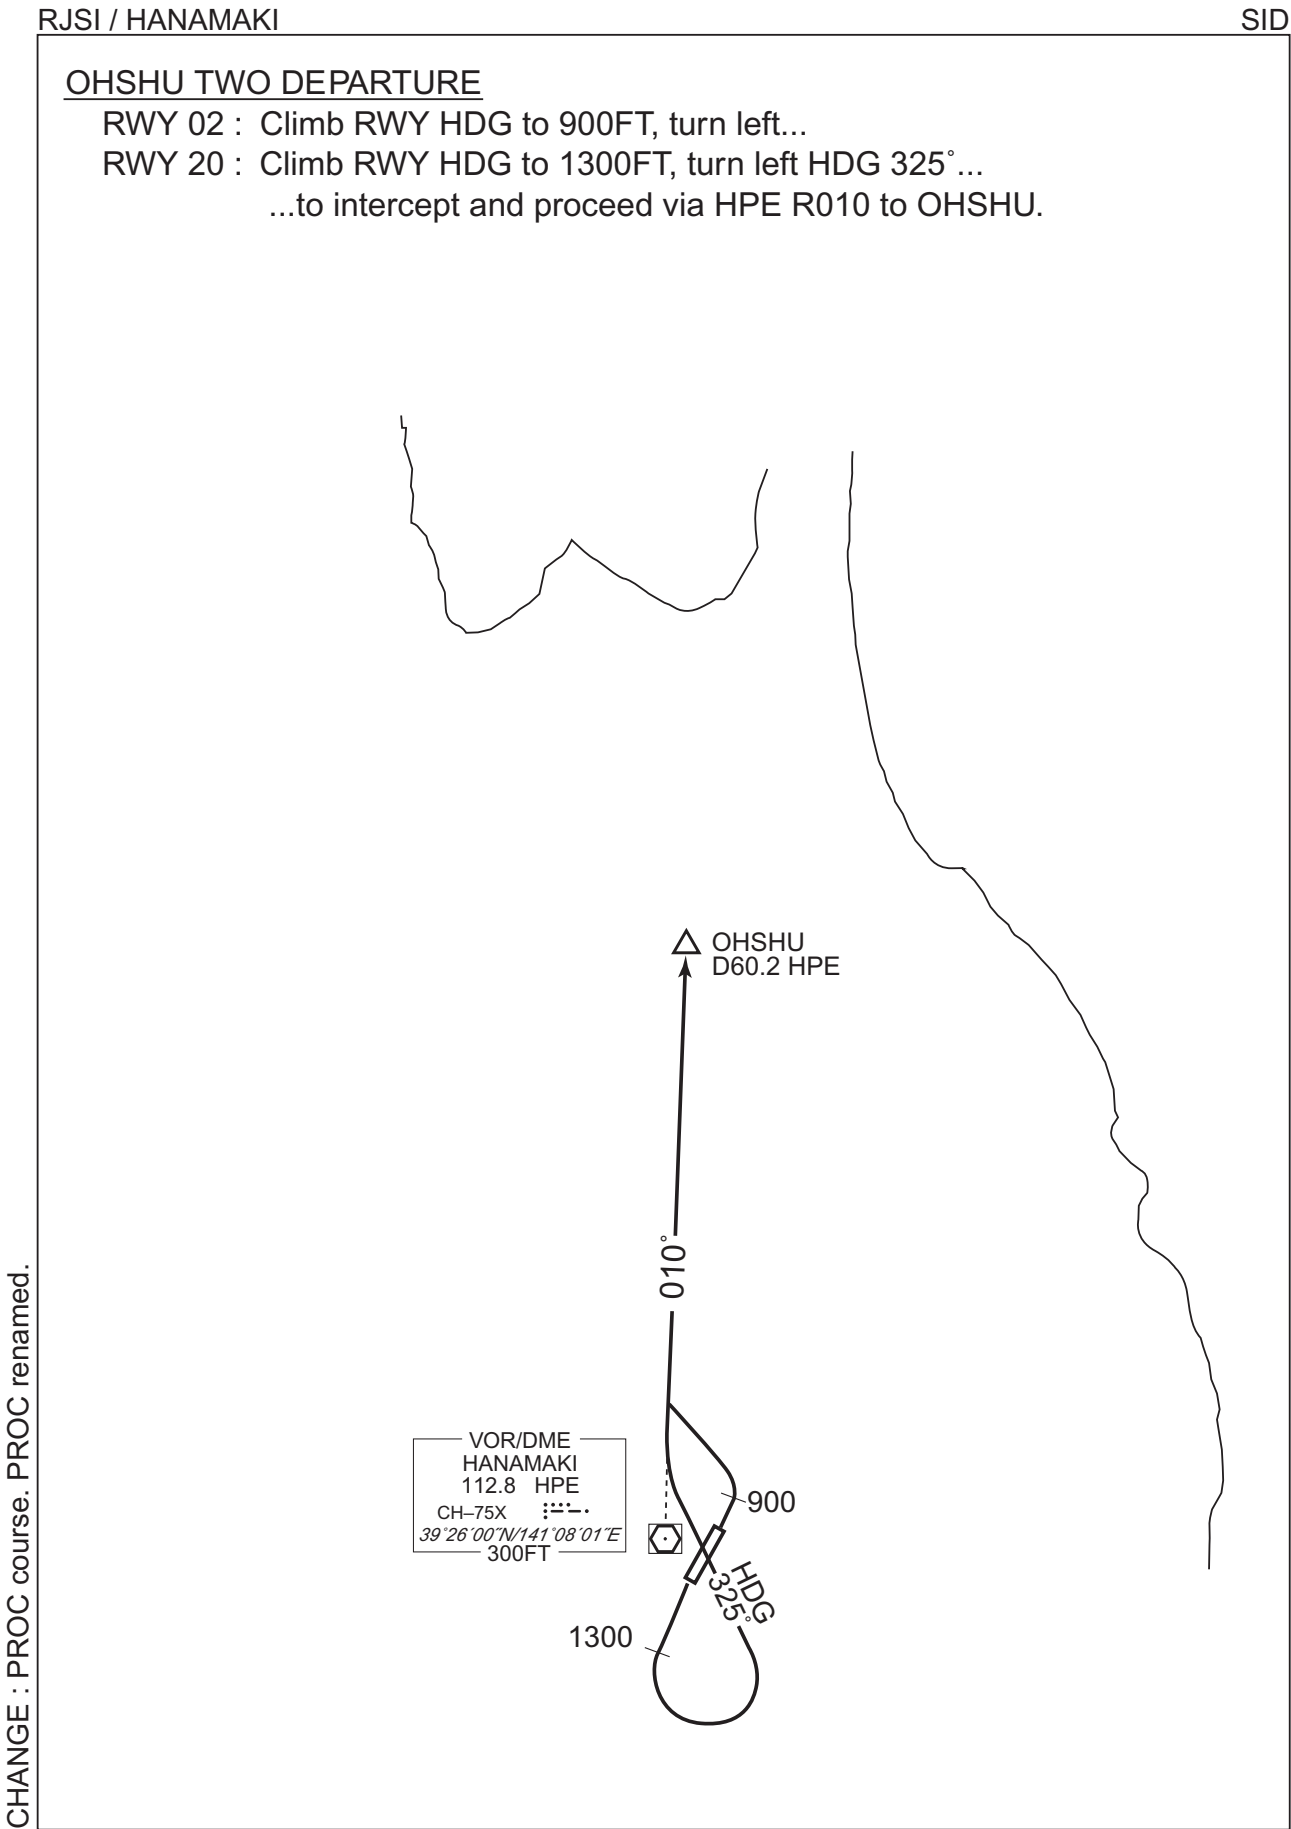 RJSI / HANAMAKI
SID
OHSHU TWO DEPARTURE
RWY 02 : Climb RWY HDG to 900FT, turn left...
RWY 20 : Climb RWY HDG to 1300FT, turn left HDG 325˚...
...to intercept and proceed via HPE R010 to OHSHU.
OHSHU
D60.2 HPE
010˚
VOR/DME
HANAMAKI
112.8 HPE
CH–75X
39˚26´00˝N/141˚08´01˝E
300FT
900
HDG
325˚
1300
CHANGE : PROC course. PROC renamed.